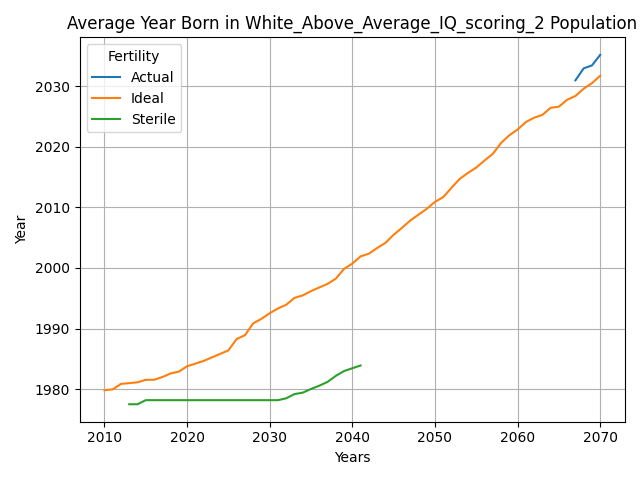 Average Year Born in White_Above_Average_IQ_scoring_2 Population
Fertility
Actual
Ideal
Sterile
Year
2030
2020
2010
2000
1990
1980
2010 2020 2030 2040 2050 2060 2070
Years